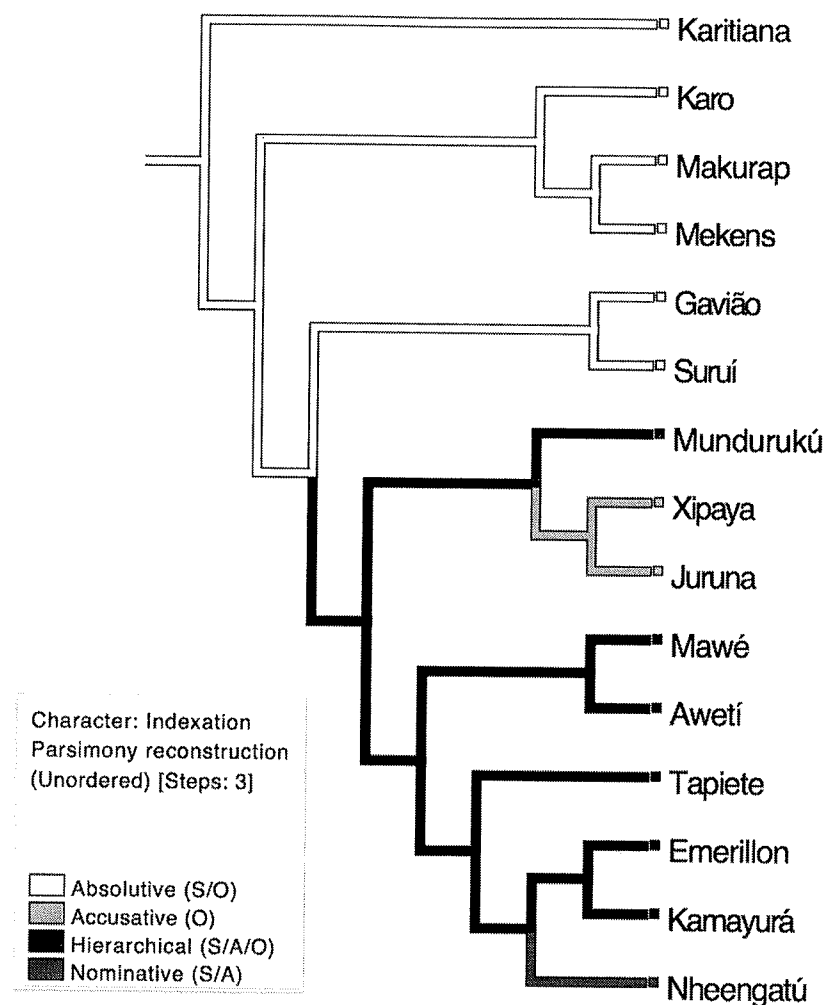 Karitiana
Karo
Makurap
Mekens
Gavião
Suruí
Mundurukú
Xipaya
Juruna
Mawé
Awetí
Tapiete
Emerillon
Kamayurá
Nheengatú
Character: Indexation
Parsimony reconstruction
(Unordered) [Steps: 3]
Absolutive (S/O)
Accusative (O)
Hierarchical (S/A/O)
Nominative (S/A)